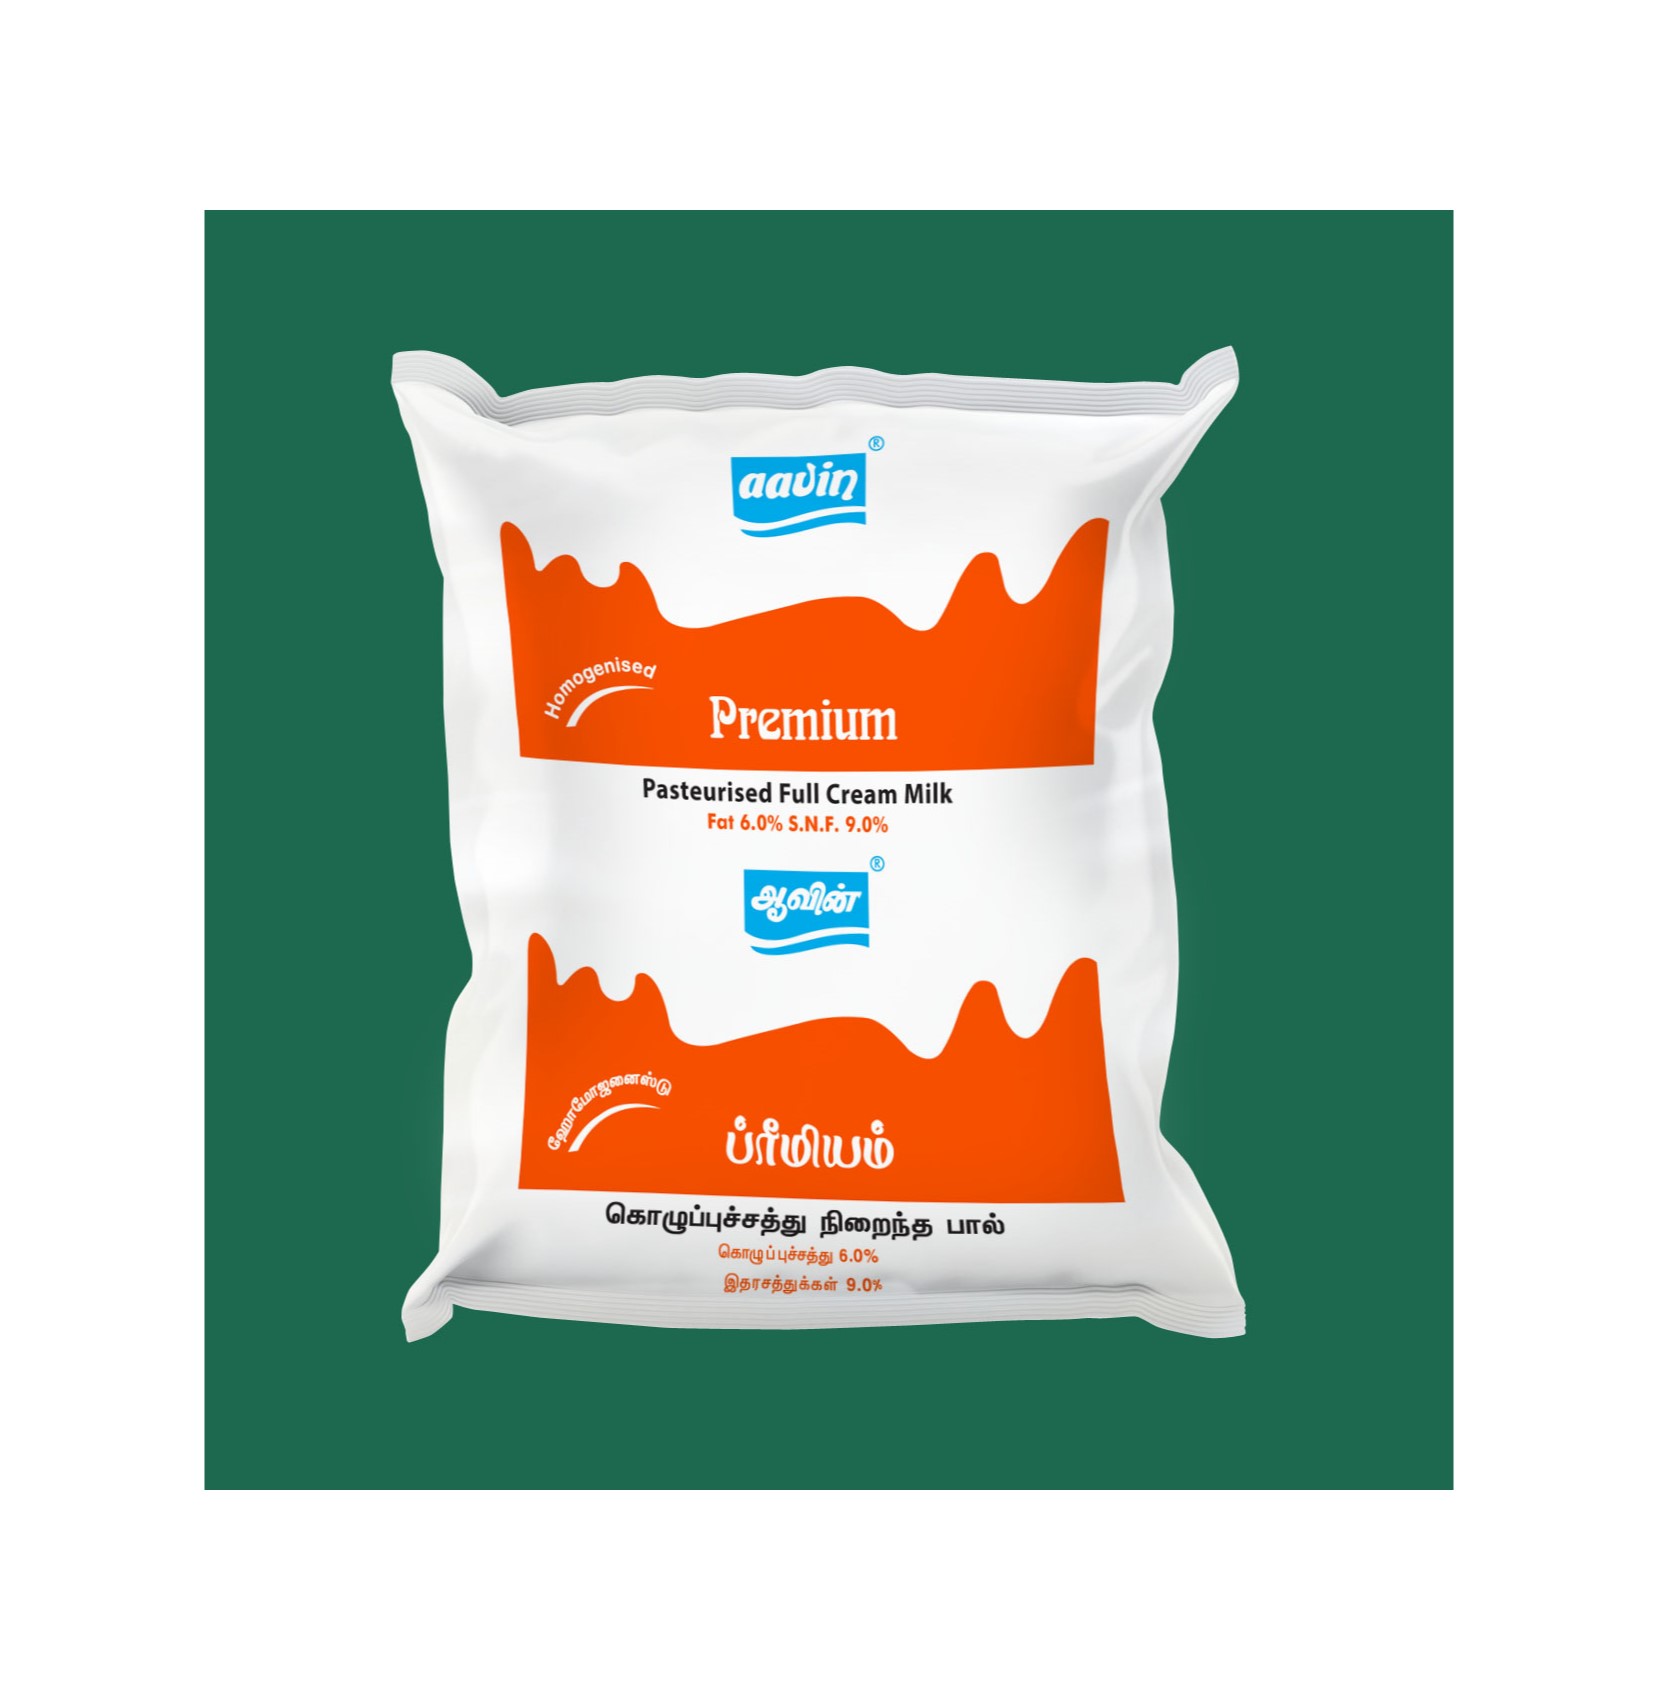 aavin®
Homogenised
Premium
Pasteurised Full Cream Milk
Fat 6.0% S.N.F. 9.0%
ஆவின்®
ஹோமோஜனைஸ்டு
ப்ரீமியம்
கொழுப்புச்சத்து நிறைந்த பால்
கொழுப்புச்சத்து 6.0%
இதரசத்துக்கள் 9.0%